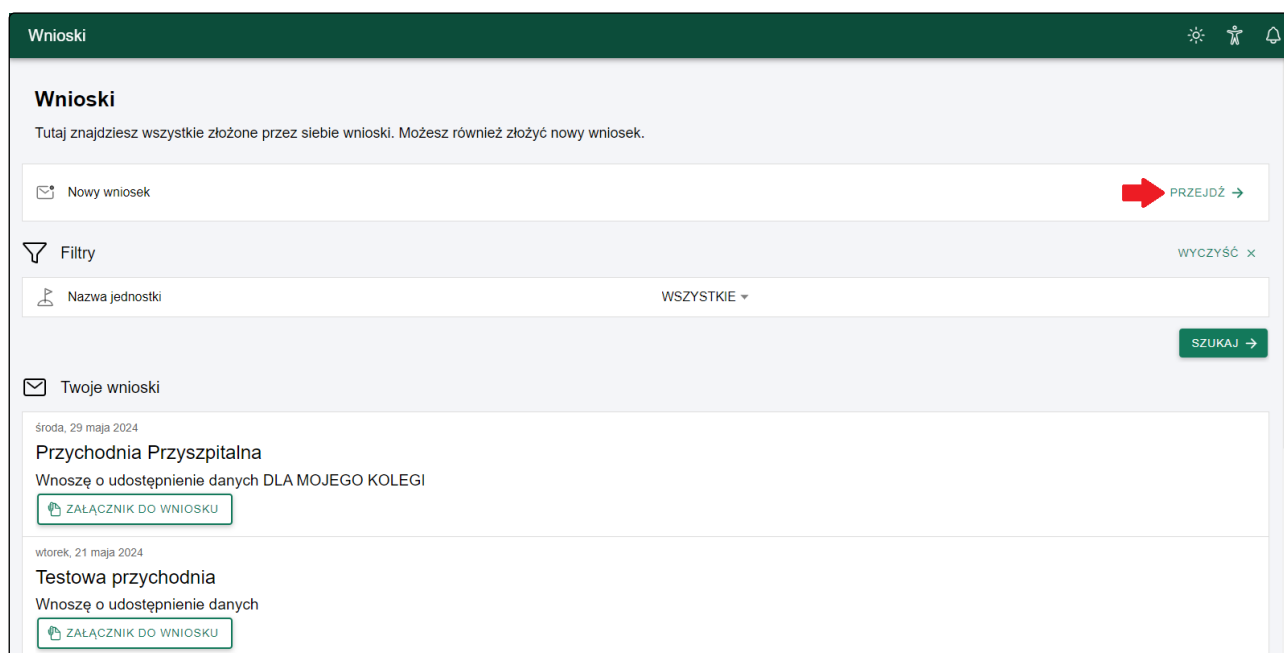 Wnioski
Wnioski
Tutaj znajdziesz wszystkie złożone przez siebie wnioski. Możesz również złożyć nowy wniosek.
Nowy wniosek PRZEJDŹ →
Filtry WYCZYŚĆ ×
Nazwa jednostki WSZYSTKIE
SZUKAJ →
Twoje wnioski
środa, 29 maja 2024
Przychodnia Przyszpitalna
Wnoszę o udostępnienie danych DLA MOJEGO KOLEGI
ZAŁĄCZNIK DO WNIOSKU
wtorek, 21 maja 2024
Testowa przychodnia
Wnoszę o udostępnienie danych
ZAŁĄCZNIK DO WNIOSKU